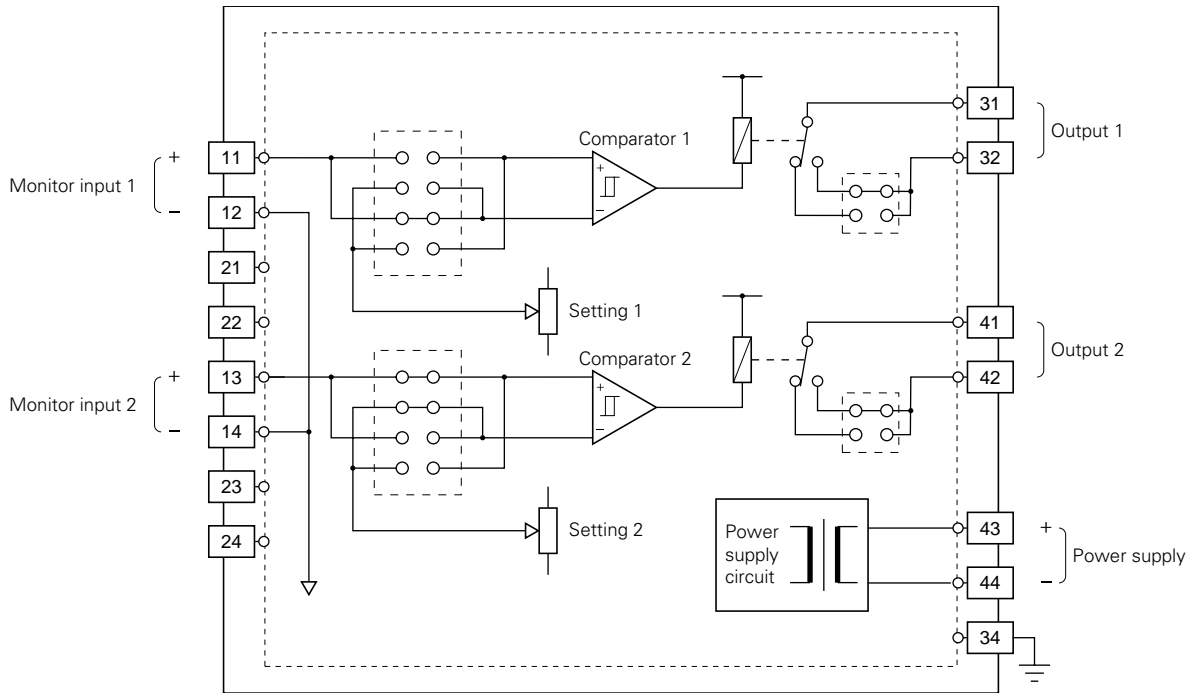 Monitor input 1
+
−
11
12
21
22
Monitor input 2
+
−
13
14
23
24
Comparator 1
+
−
Setting 1
Comparator 2
+
−
Setting 2
31
32
Output 1
41
42
Output 2
Power
supply
circuit
43
44
34
+
−
Power supply